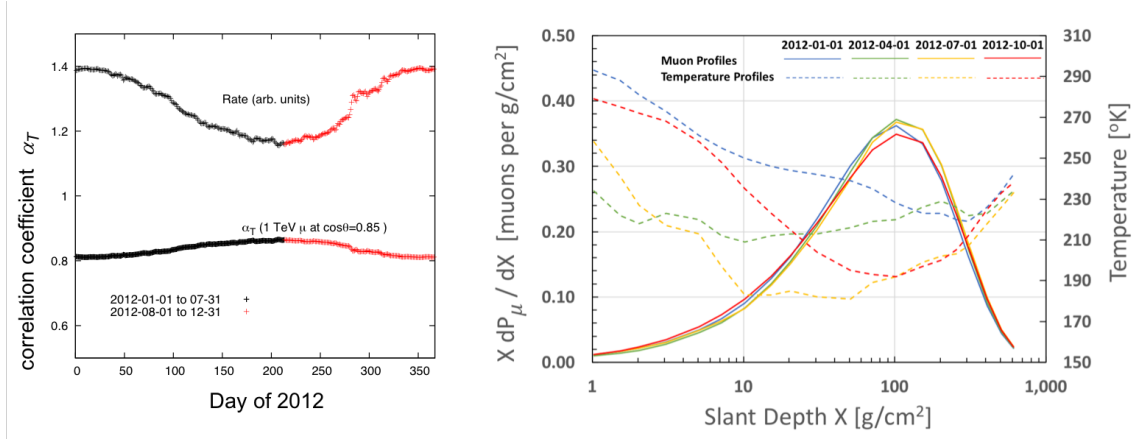 correlation coefficient α_T
1.4
1.2
1
0.8
0.6
Rate (arb. units)
α_T (1 TeV μ at cosθ=0.85 )
2012-01-01 to 07-31 +
2012-08-01 to 12-31 +
0 50 100 150 200 250 300 350
Day of 2012
X dP_μ / dX [muons per g/cm²]
0.50
0.40
0.30
0.20
0.10
0.00
2012-01-01 2012-04-01 2012-07-01 2012-10-01
Muon Profiles
Temperature Profiles
310
290
270
250
230
210
190
170
150
Temperature [°K]
1 10 100 1,000
Slant Depth X [g/cm²]